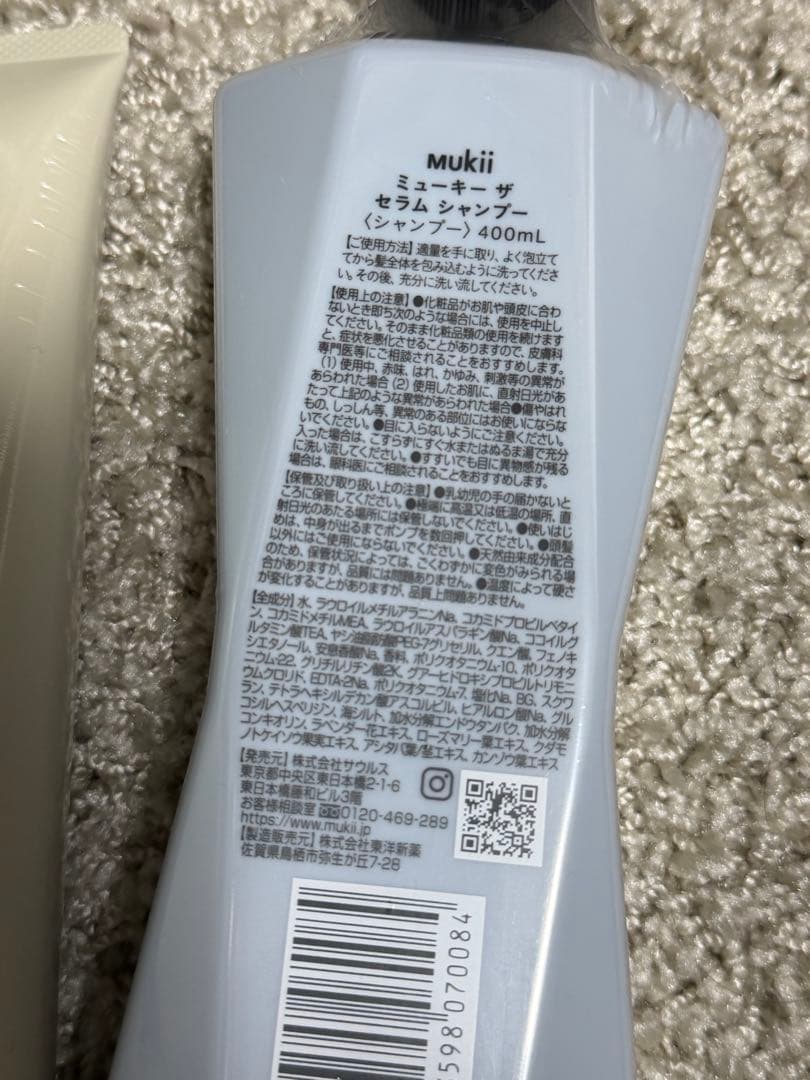 Mukii
ミューキー ザ
セラム シャンプー
〈シャンプー〉400mL
【ご使用方法】適量を手に取り、よく泡立て
てから髪全体を包み込むように洗ってくださ
い。その後、充分に洗い流してください。
【使用上の注意】●化粧品がお肌や頭皮に合わ
ないとき即ち次のような場合には、使用を中止し
てください。そのまま化粧品類の使用を続けます
と、症状を悪化させることがありますので、皮膚科
専門医等にご相談されることをおすすめします。
(1) 使用中、赤味、はれ、かゆみ、刺激等の異常が
あらわれた場合 (2) 使用したお肌に、直射日光があ
たって上記のような異常があらわれた場合●傷やはれ
もの、しっしん等、異常のある部位にはお使いにならな
いでください。●目に入らないようにご注意ください。
入った場合は、こすらずにすぐ水またはぬるま湯で充分
に洗い流してください。●すすいでも目に異物感が残る
場合は、眼科医にご相談されることをおすすめします。
【保管及び取り扱い上の注意】●乳幼児の手の届かないと
ころに保管してください。●極端に高温又は低温の場所、直
射日光のあたる場所には保管しないでください。●使いはじ
めは、中身が出るまでポンプを数回押してください。●頭髪
以外にはご使用にならないでください。●天然由来成分配合
のため、保管状況によっては、ごくわずかに変色がみられる場
合がありますが、品質には問題ありません。●温度によって硬さ
が変化することがありますが、品質上問題ありません。
【全成分】水、ラウロイルメチルアラニンNa、コカミドプロピルベタイ
ン、コカミドメチルMEA、ラウロイルアスパラギン酸Na、ココイルグ
ルタミン酸TEA、ヤシ油脂肪酸PEG-7グリセリル、クエン酸、フェノキ
シエタノール、安息香酸Na、香料、ポリクオタニウム-10、ポリクオタ
ニウム-22、グリチルリチン酸2K、グアーヒドロキシプロピルトリモニ
ウムクロリド、EDTA-2Na、ポリクオタニウム-7、塩化Na、BG、スクワ
ラン、テトラヘキシルデカン酸アスコルビル、ヒアルロン酸Na、グル
コシルヘスペリジン、海シルト、加水分解エンドウタンパク、加水分解
コンキオリン、ラベンダー花エキス、ローズマリー葉エキス、クダモ
ノトケイソウ果実エキス、アシタバ葉/茎エキス、カンゾウ葉エキス
【発売元】株式会社サウルス
東京都中央区東日本橋2-1-6
東日本橋藤和ビル3階
お客様相談室 0120-469-289
https://www.mukii.jp
【製造販売元】株式会社東洋新薬
佐賀県鳥栖市弥生が丘7-28
598 070084